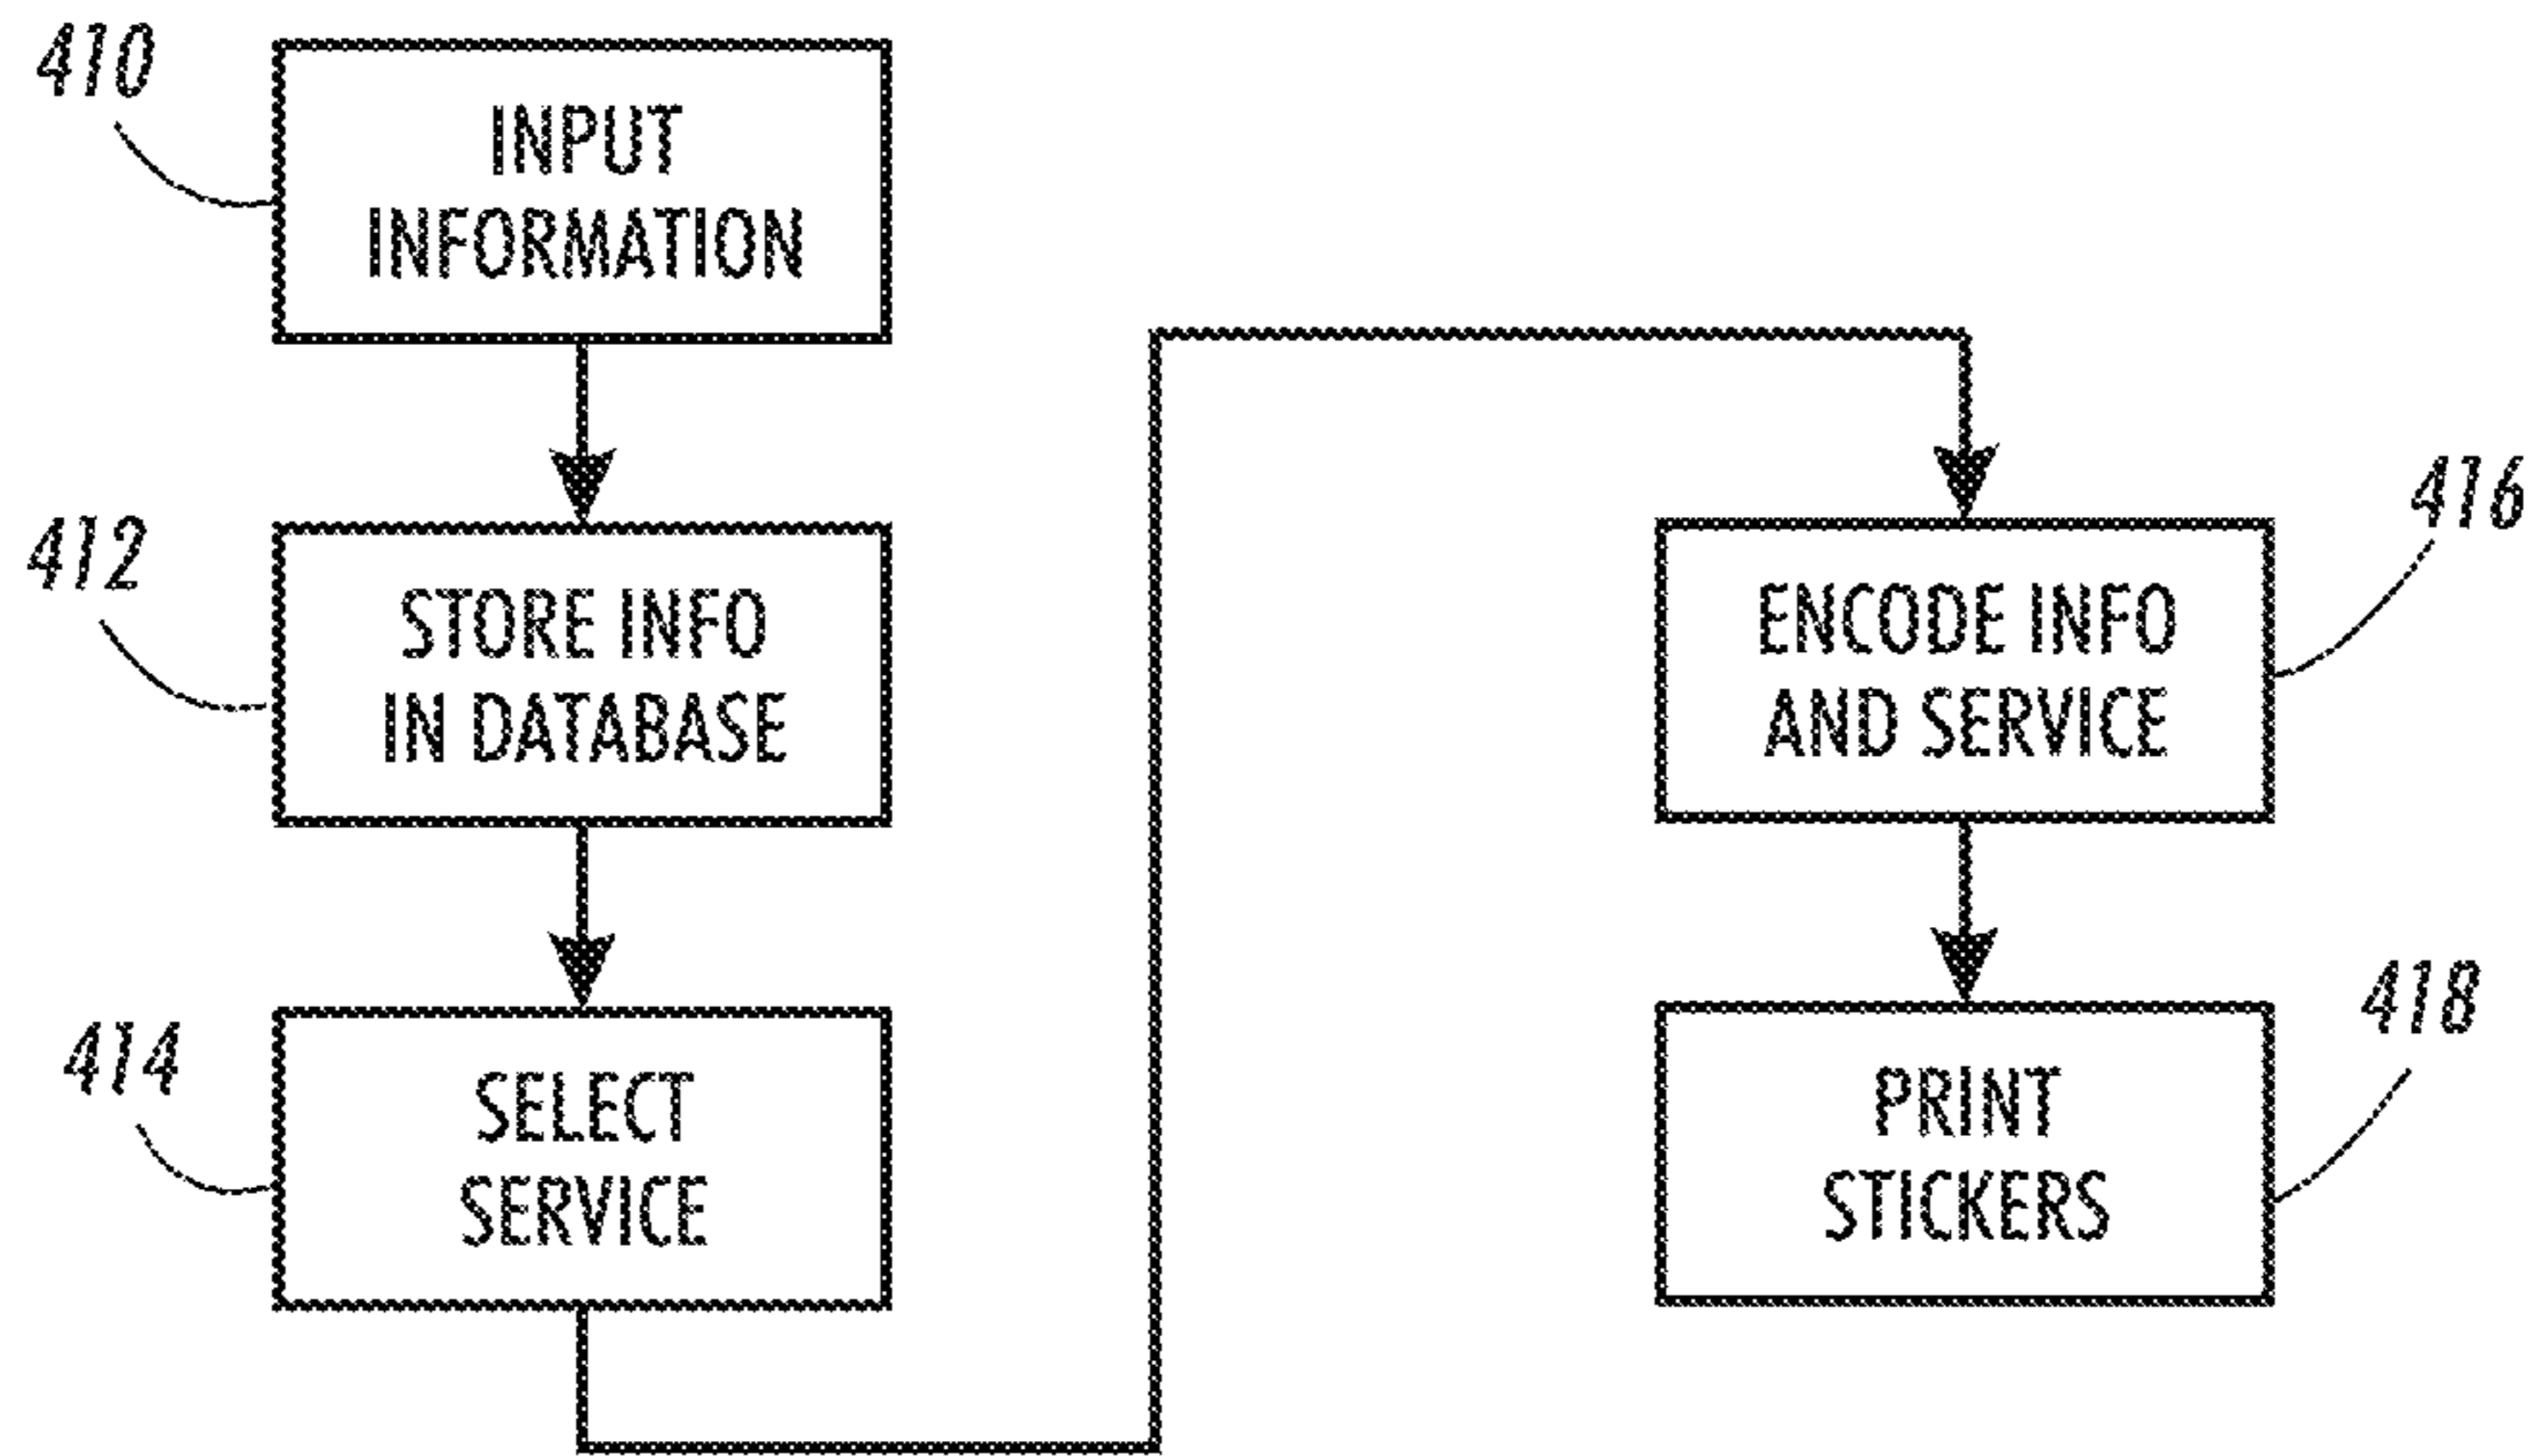 410
INPUT
INFORMATION
412
STORE INFO
IN DATABASE
414
SELECT
SERVICE
416
ENCODE INFO
AND SERVICE
418
PRINT
STICKERS